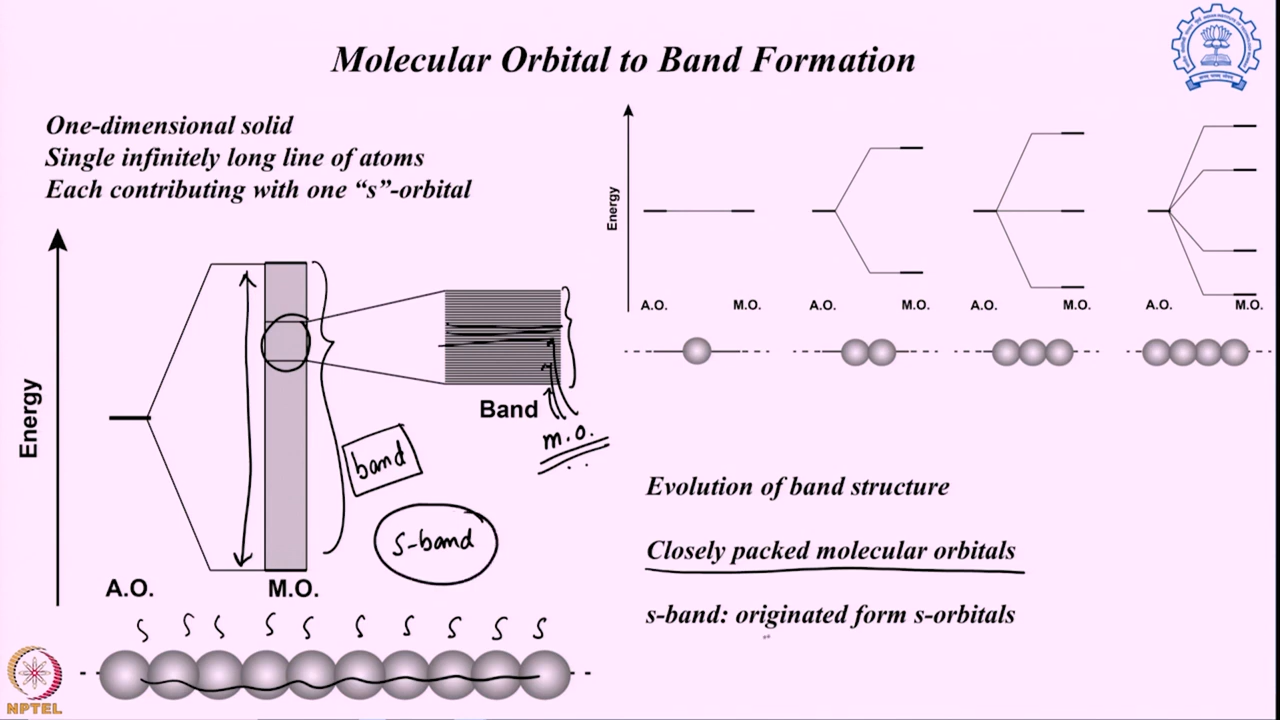 Molecular Orbital to Band Formation
One-dimensional solid
Single infinitely long line of atoms
Each contributing with one “s”-orbital
Energy
A.O.
M.O.
Band
m.o.
band
s-band
s s s s s s s s s s
Energy
A.O. M.O. A.O. M.O. A.O. M.O. A.O. M.O.
Evolution of band structure
Closely packed molecular orbitals
s-band: originated form s-orbitals
NPTEL